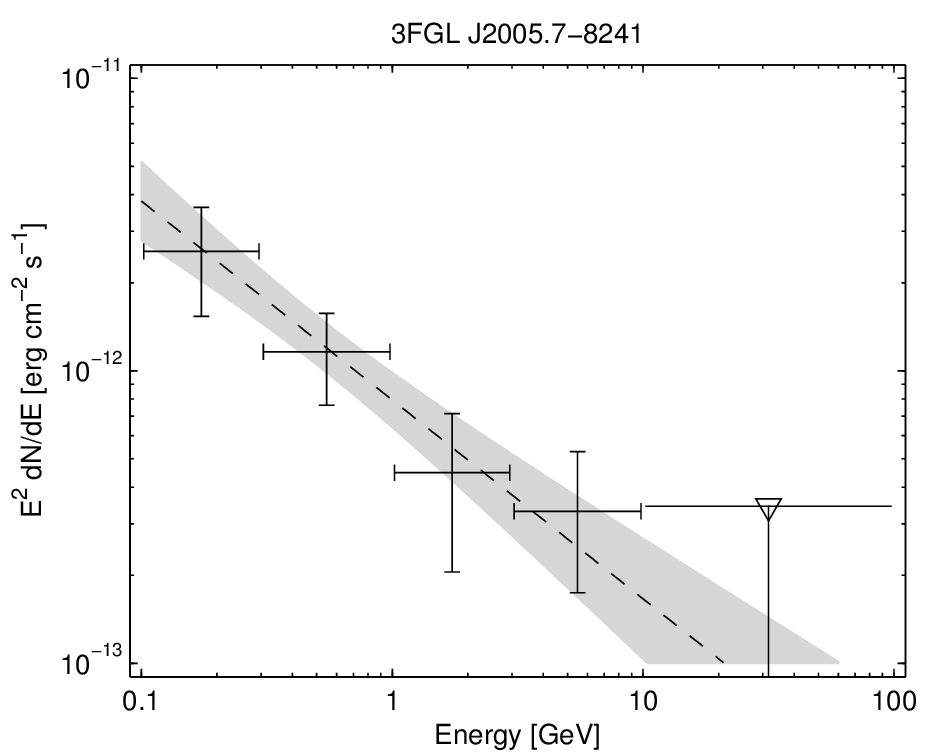 3FGL J2005.7−8241
10⁻¹¹
10⁻¹²
10⁻¹³
E² dN/dE [erg cm⁻² s⁻¹]
0.1 1 10 100
Energy [GeV]